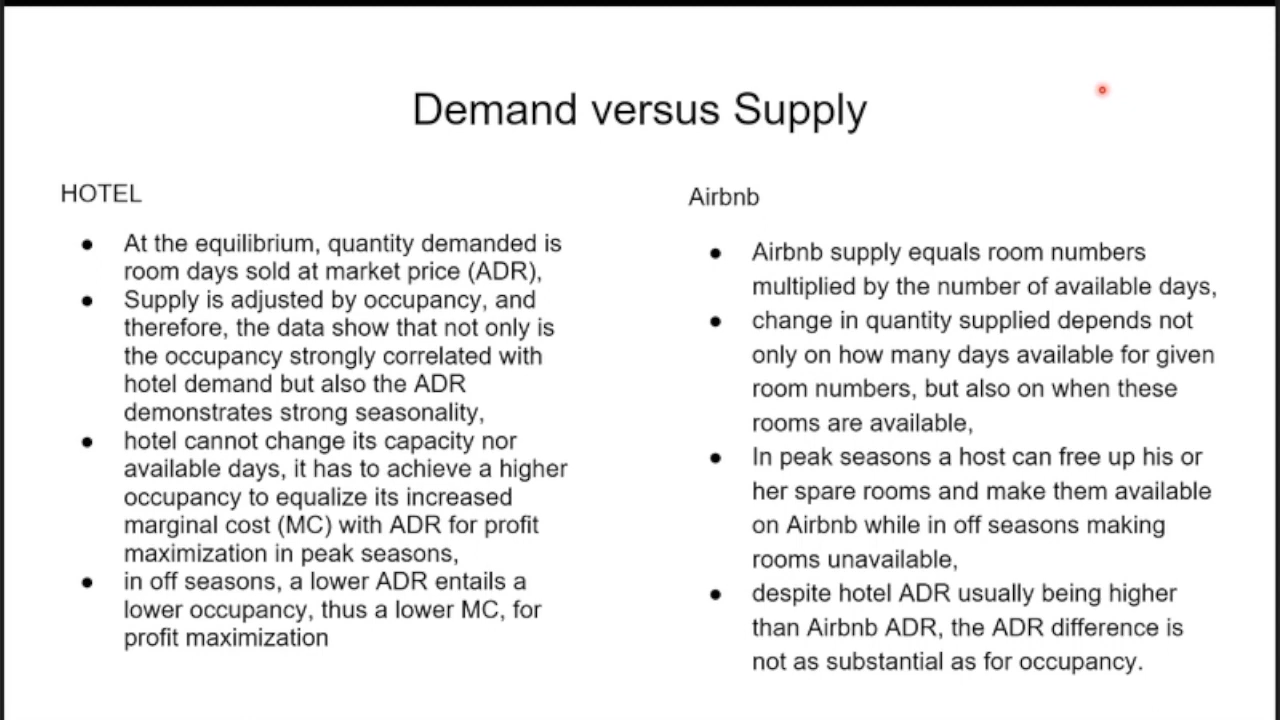 Demand versus Supply
HOTEL
● At the equilibrium, quantity demanded is
room days sold at market price (ADR),
● Supply is adjusted by occupancy, and
therefore, the data show that not only is
the occupancy strongly correlated with
hotel demand but also the ADR
demonstrates strong seasonality,
● hotel cannot change its capacity nor
available days, it has to achieve a higher
occupancy to equalize its increased
marginal cost (MC) with ADR for profit
maximization in peak seasons,
● in off seasons, a lower ADR entails a
lower occupancy, thus a lower MC, for
profit maximization
Airbnb
● Airbnb supply equals room numbers
multiplied by the number of available days,
● change in quantity supplied depends not
only on how many days available for given
room numbers, but also on when these
rooms are available,
● In peak seasons a host can free up his or
her spare rooms and make them available
on Airbnb while in off seasons making
rooms unavailable,
● despite hotel ADR usually being higher
than Airbnb ADR, the ADR difference is
not as substantial as for occupancy.